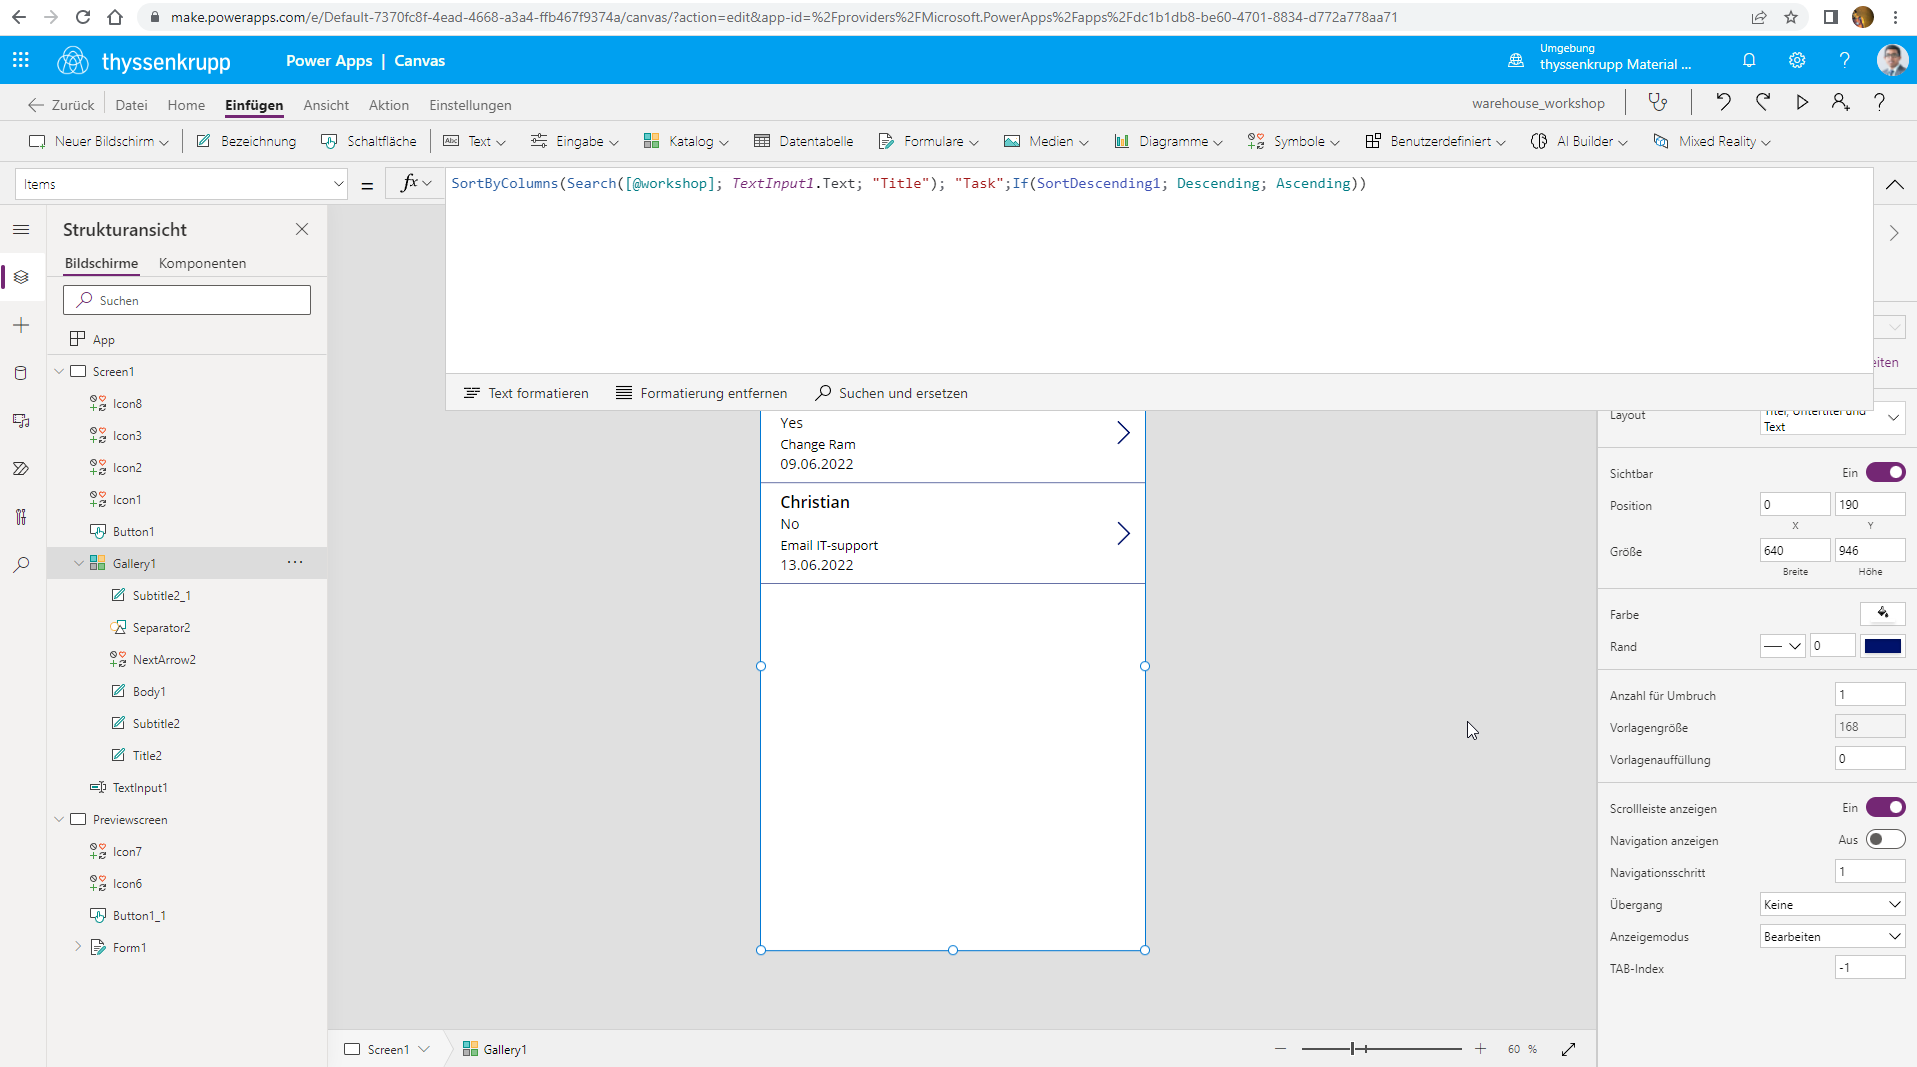 make.powerapps.com/e/Default-7370fc8f-4ead-4668-a3a4-ffb467f9374a/canvas/?action=edit&app-id=%2Fproviders%2FMicrosoft.PowerApps%2Fapps%2Fdc1b1db8-be60-4701-8834-d772a778aa71
thyssenkrupp
Power Apps | Canvas
Umgebung
thyssenkrupp Material ...
Zurück
Datei
Home
Einfügen
Ansicht
Aktion
Einstellungen
warehouse_workshop
Neuer Bildschirm
Bezeichnung
Schaltfläche
Text
Eingabe
Katalog
Datentabelle
Formulare
Medien
Diagramme
Symbole
Benutzerdefiniert
AI Builder
Mixed Reality
Items
=
fx
SortByColumns(Search([@workshop]; TextInput1.Text; "Title"); "Task";If(SortDescending1; Descending; Ascending))
Text formatieren
Formatierung entfernen
Suchen und ersetzen
Strukturansicht
Bildschirme
Komponenten
Suchen
App
Screen1
Icon8
Icon3
Icon2
Icon1
Button1
Gallery1
Subtitle2_1
Separator2
NextArrow2
Body1
Subtitle2
Title2
TextInput1
Previewscreen
Icon7
Icon6
Button1_1
Form1
Yes
Change Ram
09.06.2022
Christian
No
Email IT-support
13.06.2022
eiten
Layout
Titel, Untertitel und
Text
Sichtbar
Ein
Position
0
190
X
Y
Größe
640
946
Breite
Höhe
Farbe
Rand
0
Anzahl für Umbruch
1
Vorlagengröße
168
Vorlagenauffüllung
0
Scrollleiste anzeigen
Ein
Navigation anzeigen
Aus
Navigationsschritt
1
Übergang
Keine
Anzeigemodus
Bearbeiten
TAB-Index
-1
Screen1
Gallery1
60 %